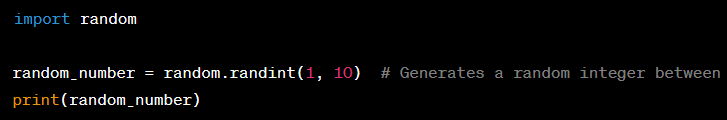 import random
random_number = random.randint(1, 10)  # Generates a random integer between
print(random_number)